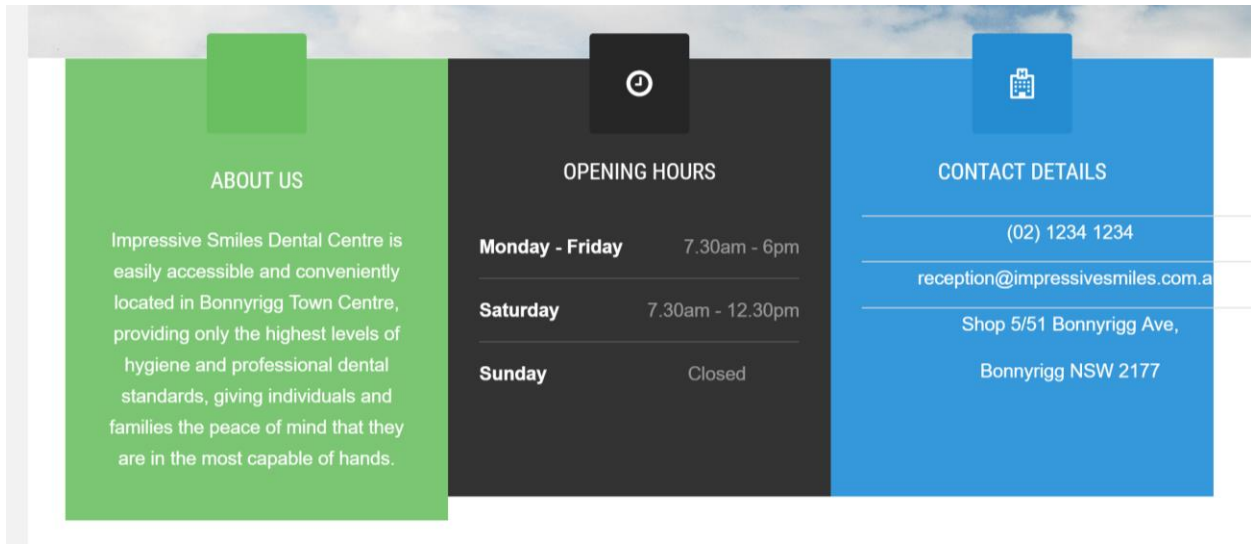 ABOUT US
Impressive Smiles Dental Centre is
easily accessible and conveniently
located in Bonnyrigg Town Centre,
providing only the highest levels of
hygiene and professional dental
standards, giving individuals and
families the peace of mind that they
are in the most capable of hands.
OPENING HOURS
Monday - Friday 7.30am - 6pm
Saturday 7.30am - 12.30pm
Sunday Closed
CONTACT DETAILS
(02) 1234 1234
reception@impressivesmiles.com.a
Shop 5/51 Bonnyrigg Ave,
Bonnyrigg NSW 2177